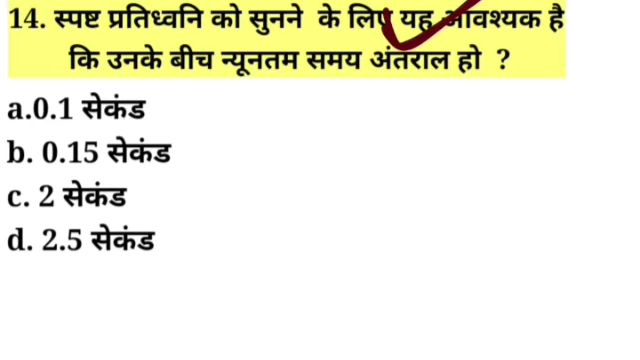 14. स्पष्ट प्रतिध्वनि को सुनने के लिए यह आवश्यक है
कि उनके बीच न्यूनतम समय अंतराल हो ?
a.0.1 सेकंड
b. 0.15 सेकंड
c. 2 सेकंड
d. 2.5 सेकंड